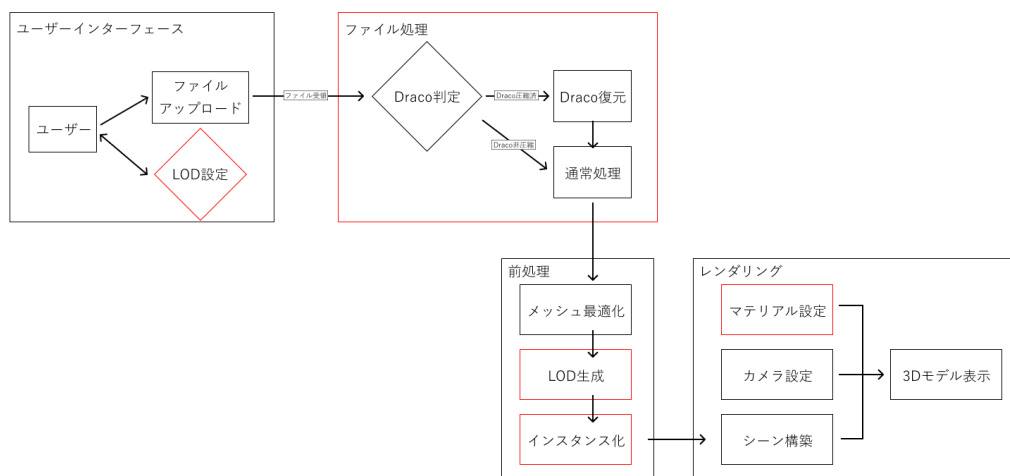 ユーザーインターフェース
ファイル
アップロード
ユーザー
LOD設定
ファイル受領
ファイル処理
Draco判定
Draco圧縮済
Draco復元
Draco非圧縮
通常処理
前処理
メッシュ最適化
LOD生成
インスタンス化
レンダリング
マテリアル設定
カメラ設定
シーン構築
3Dモデル表示